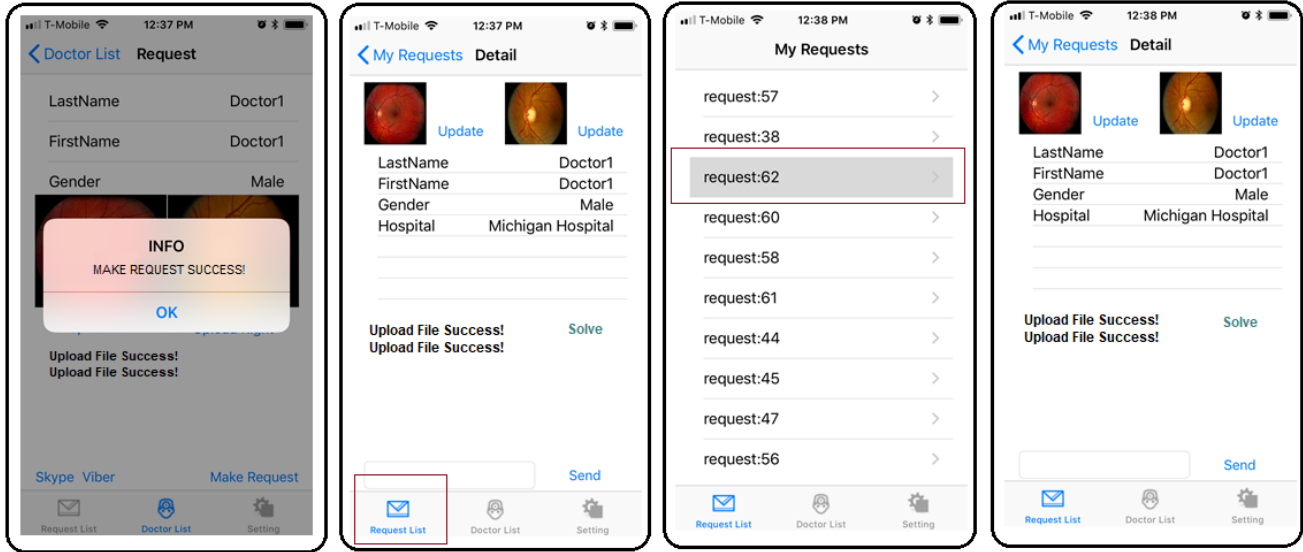 T-Mobile 12:37 PM
Doctor List Request
LastName Doctor1
FirstName Doctor1
Gender Male
INFO
MAKE REQUEST SUCCESS!
OK
Upload File Success!
Upload File Success!
Skype Viber Make Request
Request List Doctor List Setting
T-Mobile 12:37 PM
My Requests Detail
Update Update
LastName Doctor1
FirstName Doctor1
Gender Male
Hospital Michigan Hospital
Upload File Success! Solve
Upload File Success!
Send
Request List Doctor List Setting
T-Mobile 12:38 PM
My Requests
request:57
request:38
request:62
request:60
request:58
request:61
request:44
request:45
request:47
request:56
Request List Doctor List Setting
T-Mobile 12:38 PM
My Requests Detail
Update Update
LastName Doctor1
FirstName Doctor1
Gender Male
Hospital Michigan Hospital
Upload File Success! Solve
Upload File Success!
Send
Request List Doctor List Setting